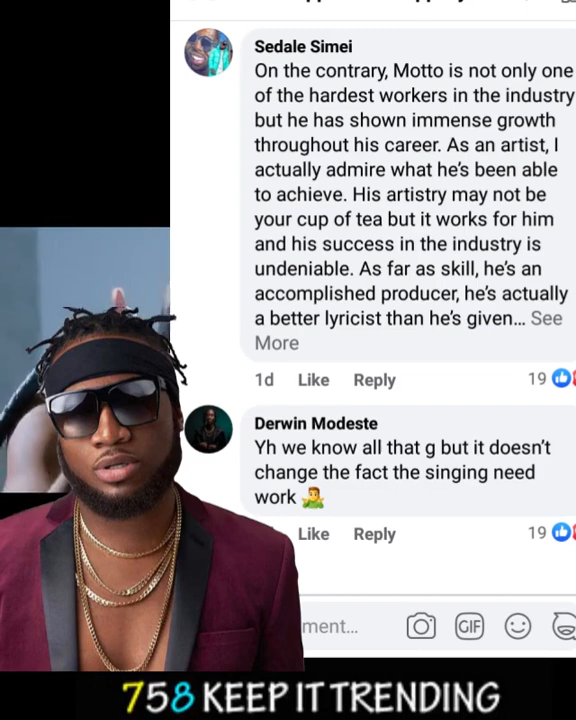 Sedale Simei
On the contrary, Motto is not only one
of the hardest workers in the industry
but he has shown immense growth
throughout his career. As an artist, I
actually admire what he's been able
to achieve. His artistry may not be
your cup of tea but it works for him
and his success in the industry is
undeniable. As far as skill, he's an
accomplished producer, he's actually
a better lyricist than he's given... See
More
1d Like Reply 19
Derwin Modeste
Yh we know all that g but it doesn't
change the fact the singing need
work 🤷‍♂️
Like Reply 19
ment...
GIF
758 KEEP IT TRENDING